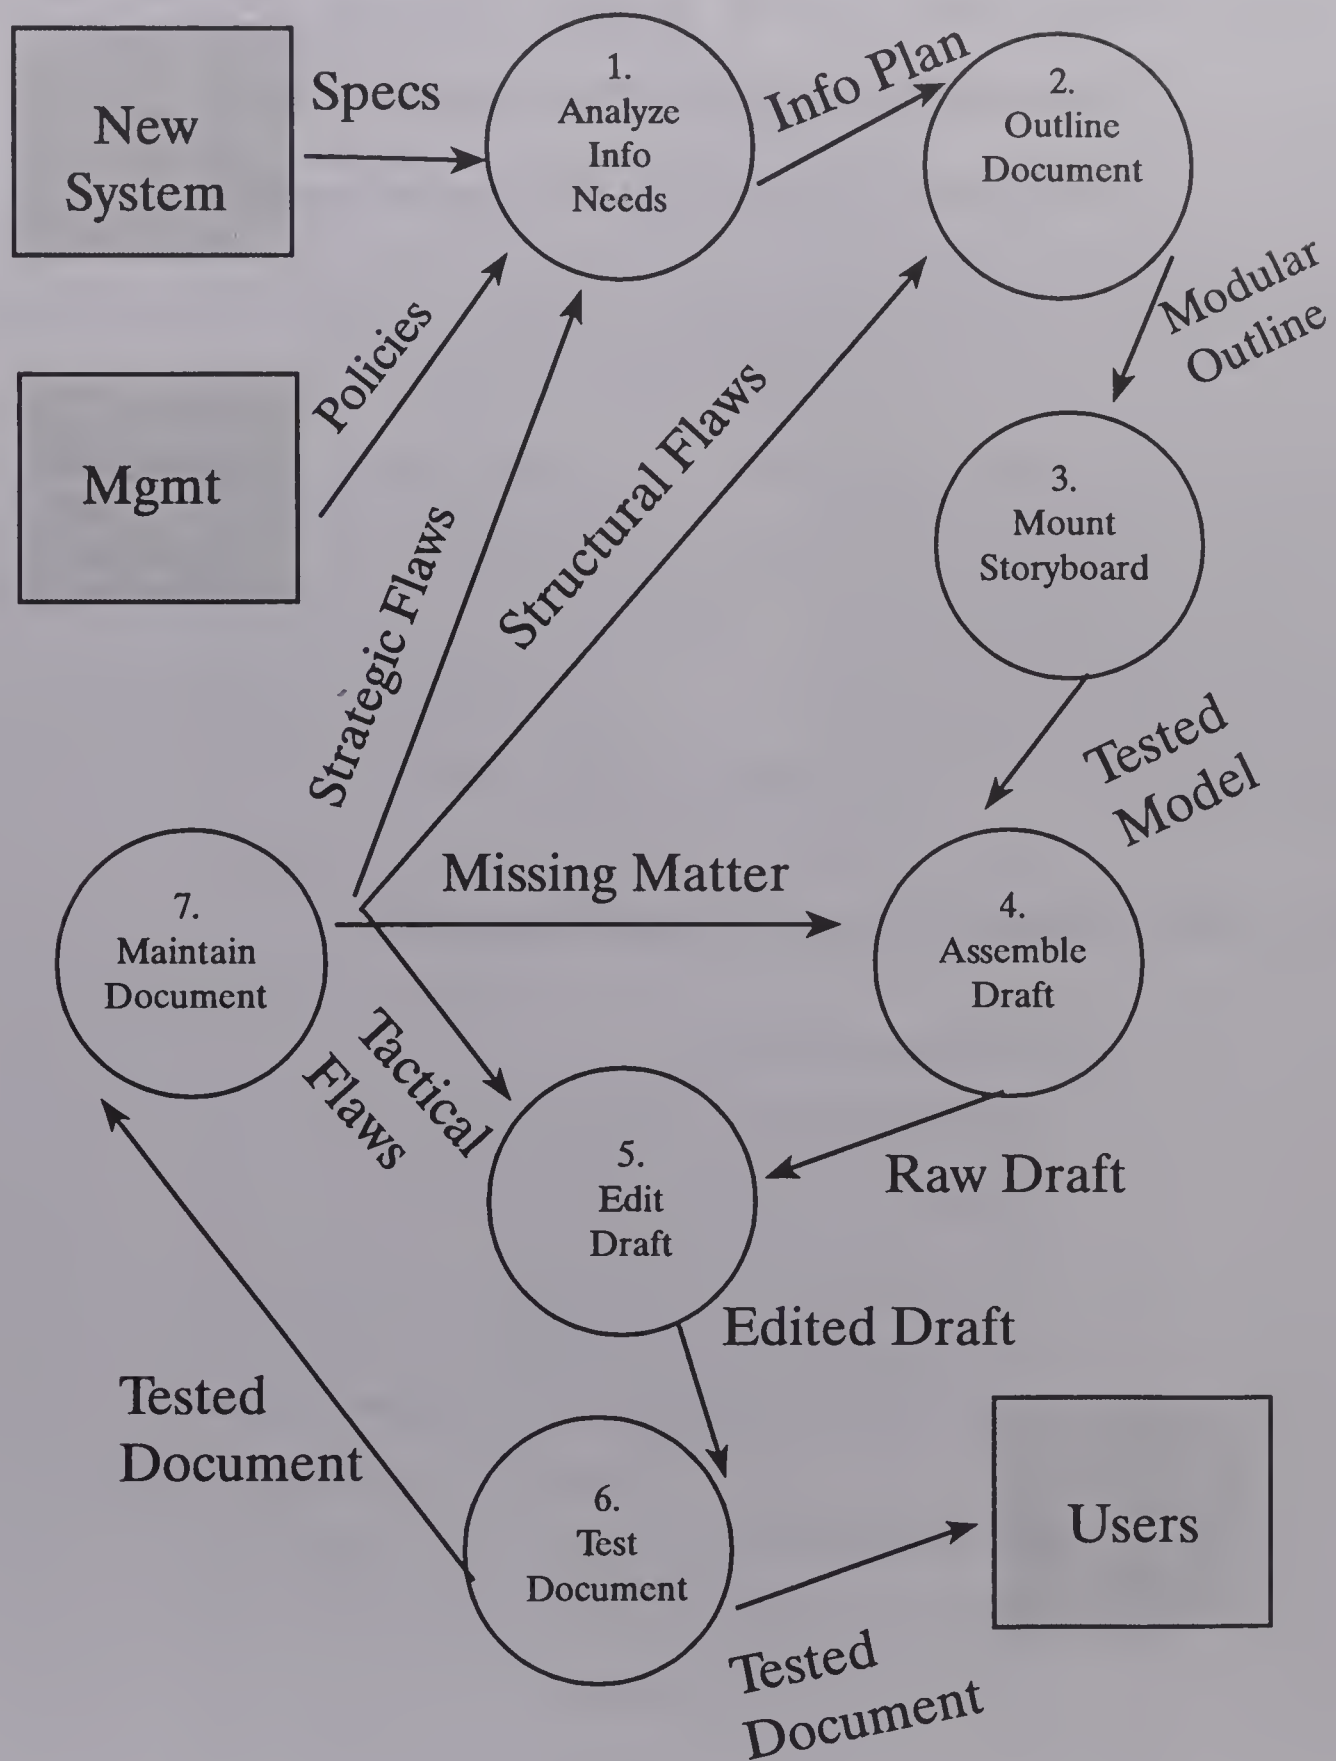 New
System
Specs
1.
Analyze
Info
Needs
Info Plan
2.
Outline
Document
Modular
Outline
Policies
Mgmt
Strategic Flaws
Structural Flaws
3.
Mount
Storyboard
Tested
Model
7.
Maintain
Document
Missing Matter
4.
Assemble
Draft
Tactical
Flaws
5.
Edit
Draft
Raw Draft
Edited Draft
Tested
Document
6.
Test
Document
Users
Tested
Document